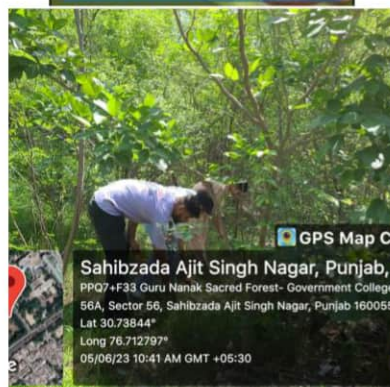 GPS Map C
Sahibzada Ajit Singh Nagar, Punjab,
PPQ7+F33 Guru Nanak Sacred Forest- Government College
56A, Sector 56, Sahibzada Ajit Singh Nagar, Punjab 160055
Lat 30.73844°
Long 76.712797°
05/06/23 10:41 AM GMT +05:30